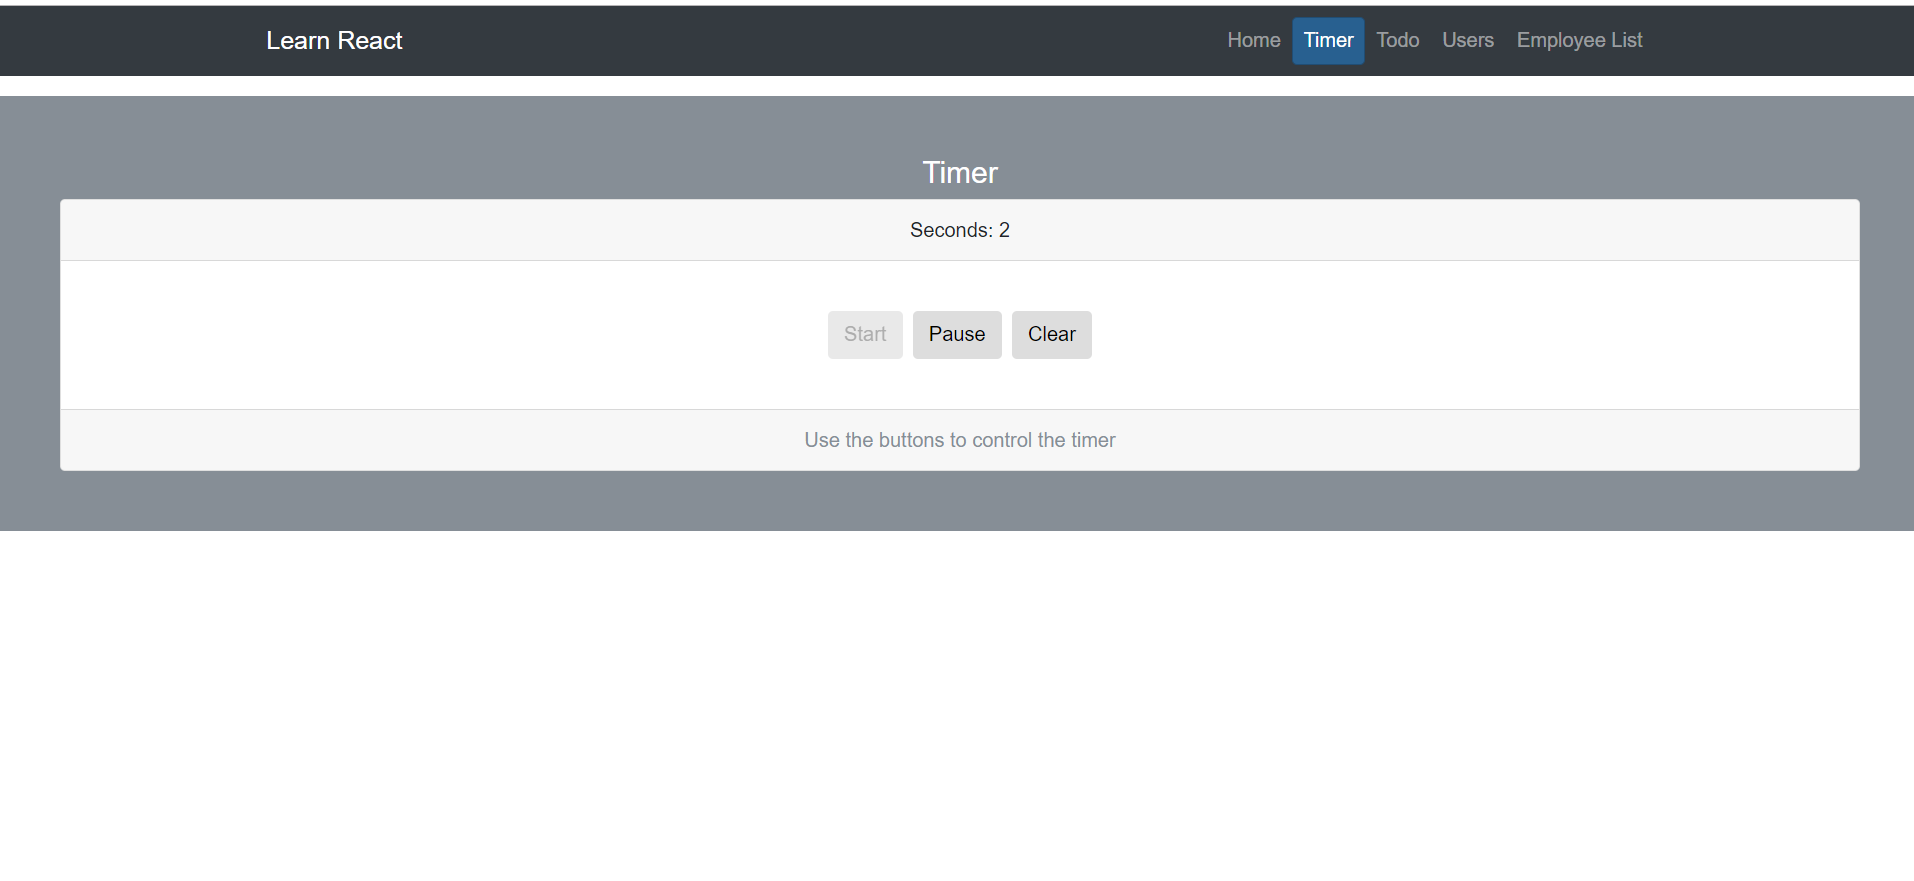 Learn React Home Timer Todo Users Employee List
Timer
Seconds: 2
Start Pause Clear
Use the buttons to control the timer